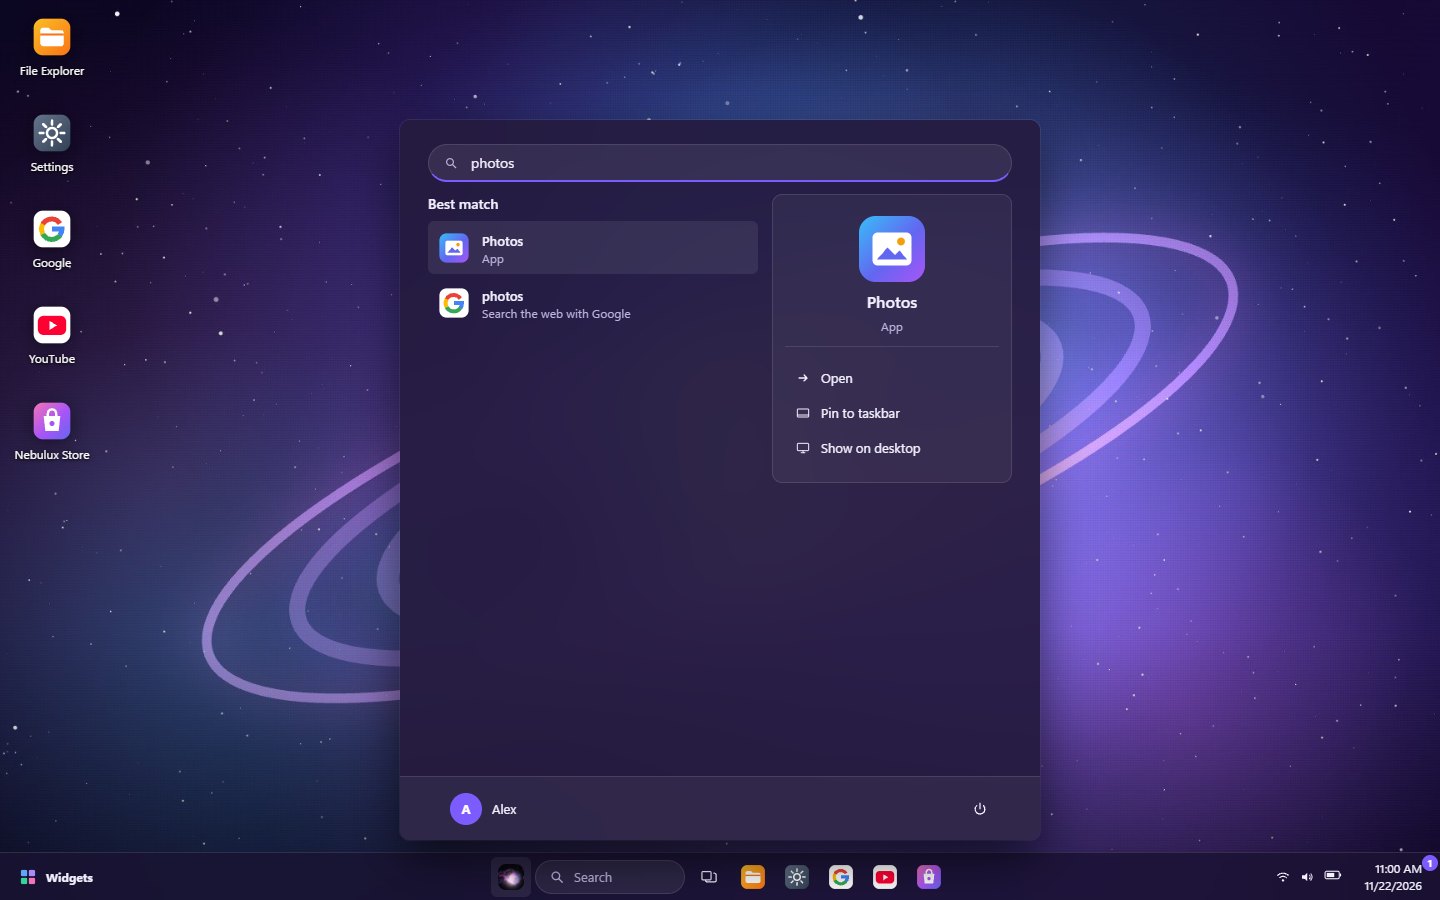 File Explorer
Settings
Google
YouTube
Nebulux Store
photos
Best match
Photos
App
photos
Search the web with Google
Photos
App
Open
Pin to taskbar
Show on desktop
A
Alex
Widgets
Search
11:00 AM
11/22/2026
1